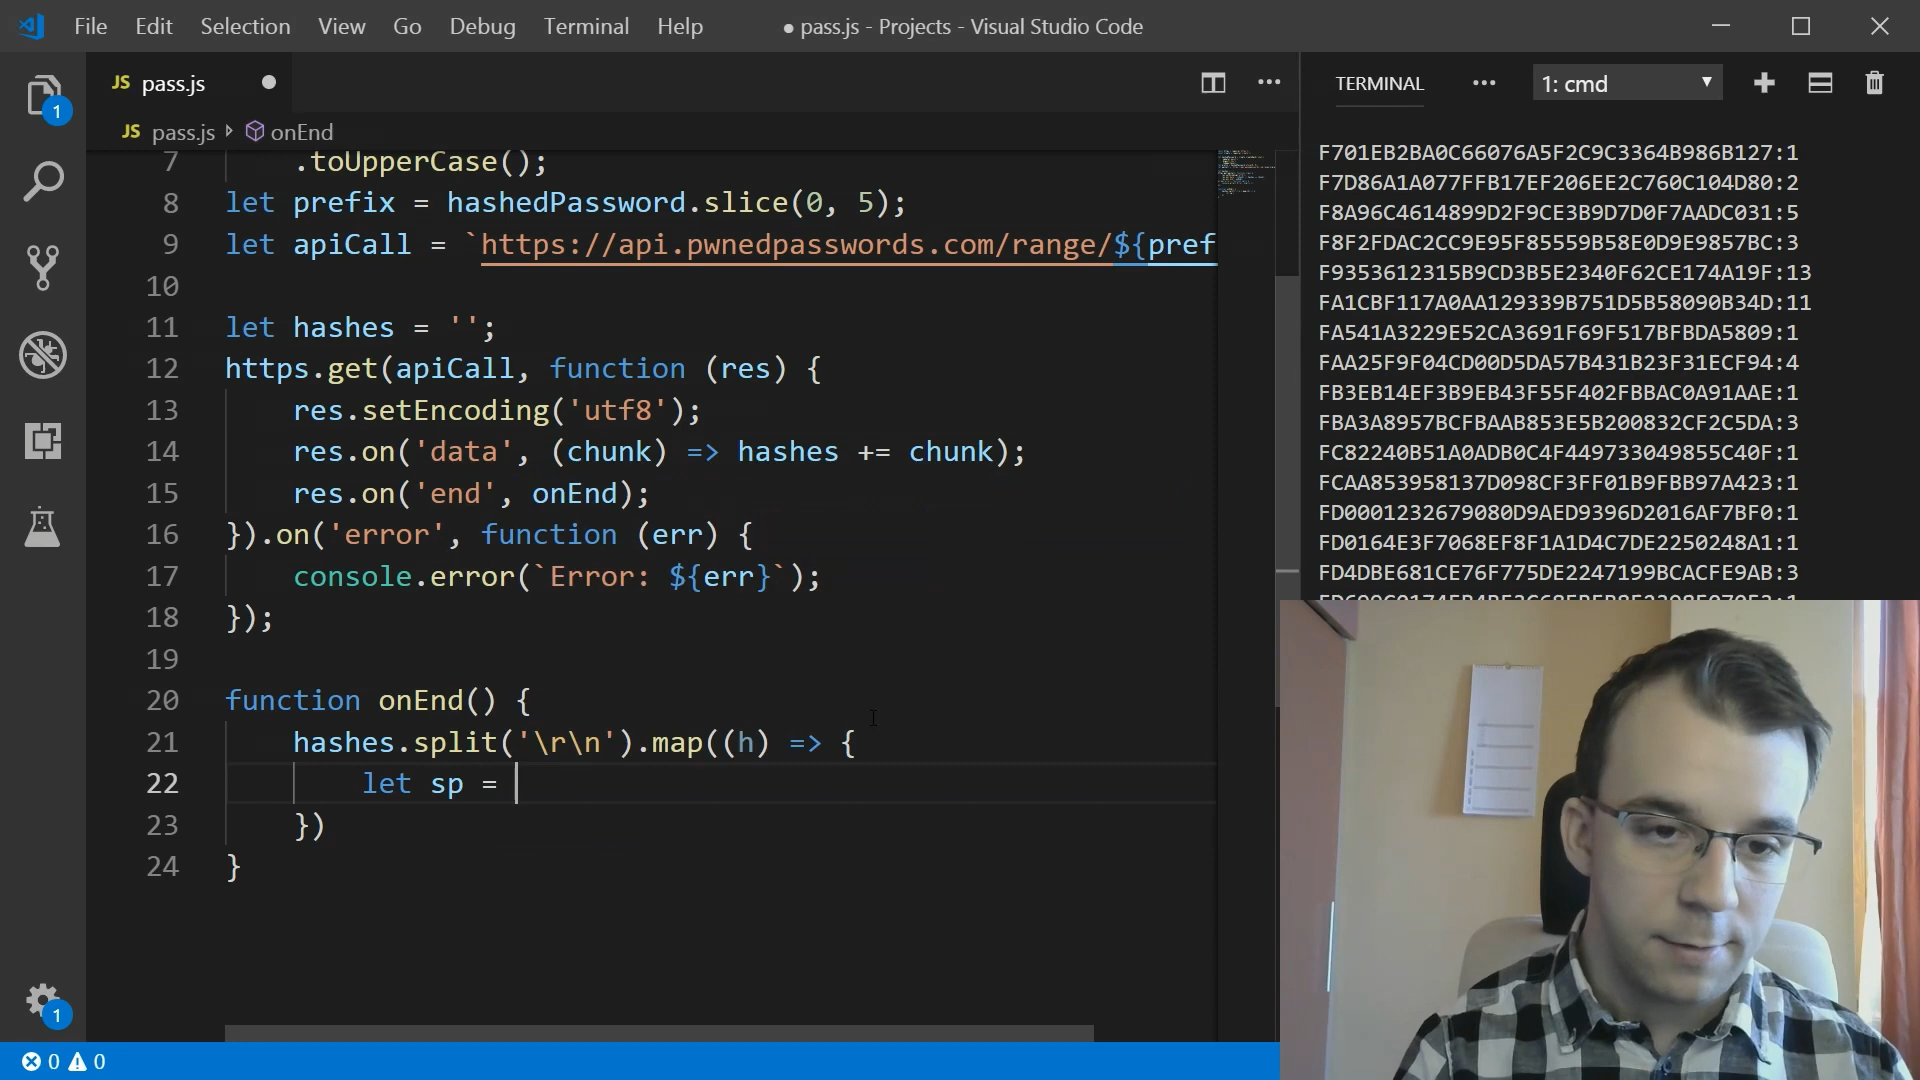 File Edit Selection View Go Debug Terminal Help ● pass.js - Projects - Visual Studio Code
JS pass.js
JS pass.js onEnd
7 .toUpperCase();
8 let prefix = hashedPassword.slice(0, 5);
9 let apiCall = `https://api.pwnedpasswords.com/range/${pref
10
11 let hashes = '';
12 https.get(apiCall, function (res) {
13 res.setEncoding('utf8');
14 res.on('data', (chunk) => hashes += chunk);
15 res.on('end', onEnd);
16 }).on('error', function (err) {
17 console.error(`Error: ${err}`);
18 });
19
20 function onEnd() {
21 hashes.split('\r\n').map((h) => {
22 let sp =
23 })
24 }
1
1
0 0
TERMINAL 1: cmd
F701EB2BA0C66076A5F2C9C3364B986B127:1
F7D86A1A077FFB17EF206EE2C760C104D80:2
F8A96C4614899D2F9CE3B9D7D0F7AADC031:5
F8F2FDAC2CC9E95F85559B58E0D9E9857BC:3
F9353612315B9CD3B5E2340F62CE174A19F:13
FA1CBF117A0AA129339B751D5B58090B34D:11
FA541A3229E52CA3691F69F517BFBDA5809:1
FAA25F9F04CD00D5DA57B431B23F31ECF94:4
FB3EB14EF3B9EB43F55F402FBBAC0A91AAE:1
FBA3A8957BCFBAAB853E5B200832CF2C5DA:3
FC82240B51A0ADB0C4F449733049855C40F:1
FCAA853958137D098CF3FF01B9FBB97A423:1
FD0001232679080D9AED9396D2016AF7BF0:1
FD0164E3F7068EF8F1A1D4C7DE2250248A1:1
FD4DBE681CE76F775DE2247199BCACFE9AB:3